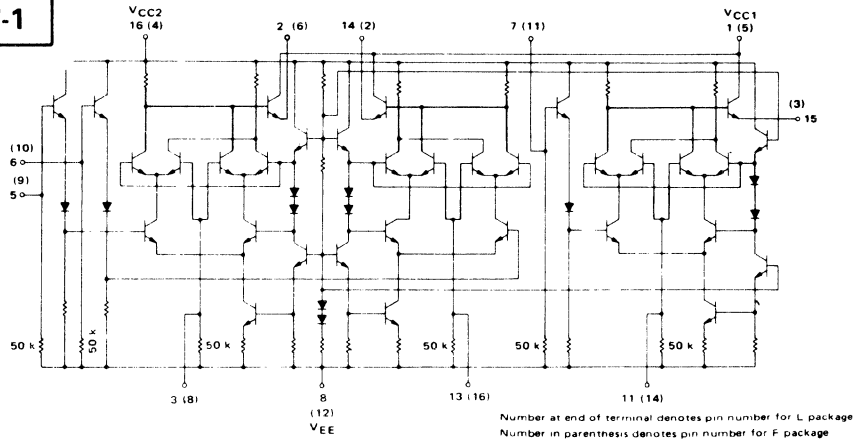 -1
VCC2
16 (4)
2 (6)
14 (2)
7 (11)
VCC1
1 (5)
(3)
15
(10)
6
(9)
5
50 k
50 k
50 k
50 k
50 k
50 k
3 (8)
8
(12)
VEE
13 (16)
11 (14)
Number at end of terminal denotes pin number for L package
Number in parenthesis denotes pin number for F package